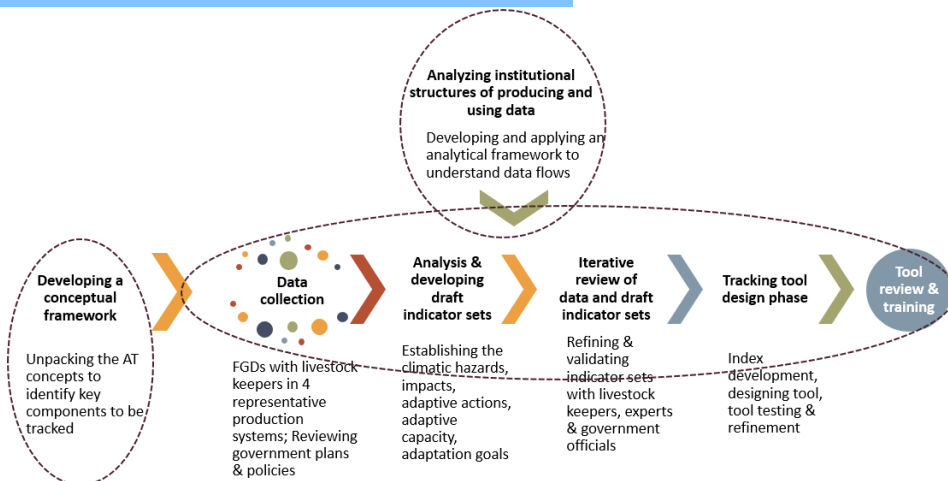 Analyzing institutional
structures of producing and
using data
Developing and applying an
analytical framework to
understand data flows
Developing a
conceptual
framework
Unpacking the AT
concepts to
identify key
components to be
tracked
Data
collection
FGDs with livestock
keepers in 4
representative
production
systems; Reviewing
government plans
& policies
Analysis &
developing
draft
indicator sets
Establishing the
climatic hazards,
impacts,
adaptive actions,
adaptive
capacity,
adaptation goals
Iterative
review of
data and draft
indicator sets
Refining &
validating
indicator sets
with livestock
keepers, experts
& government
officials
Tracking tool
design phase
Index
development,
designing tool,
tool testing &
refinement
Tool
review &
training